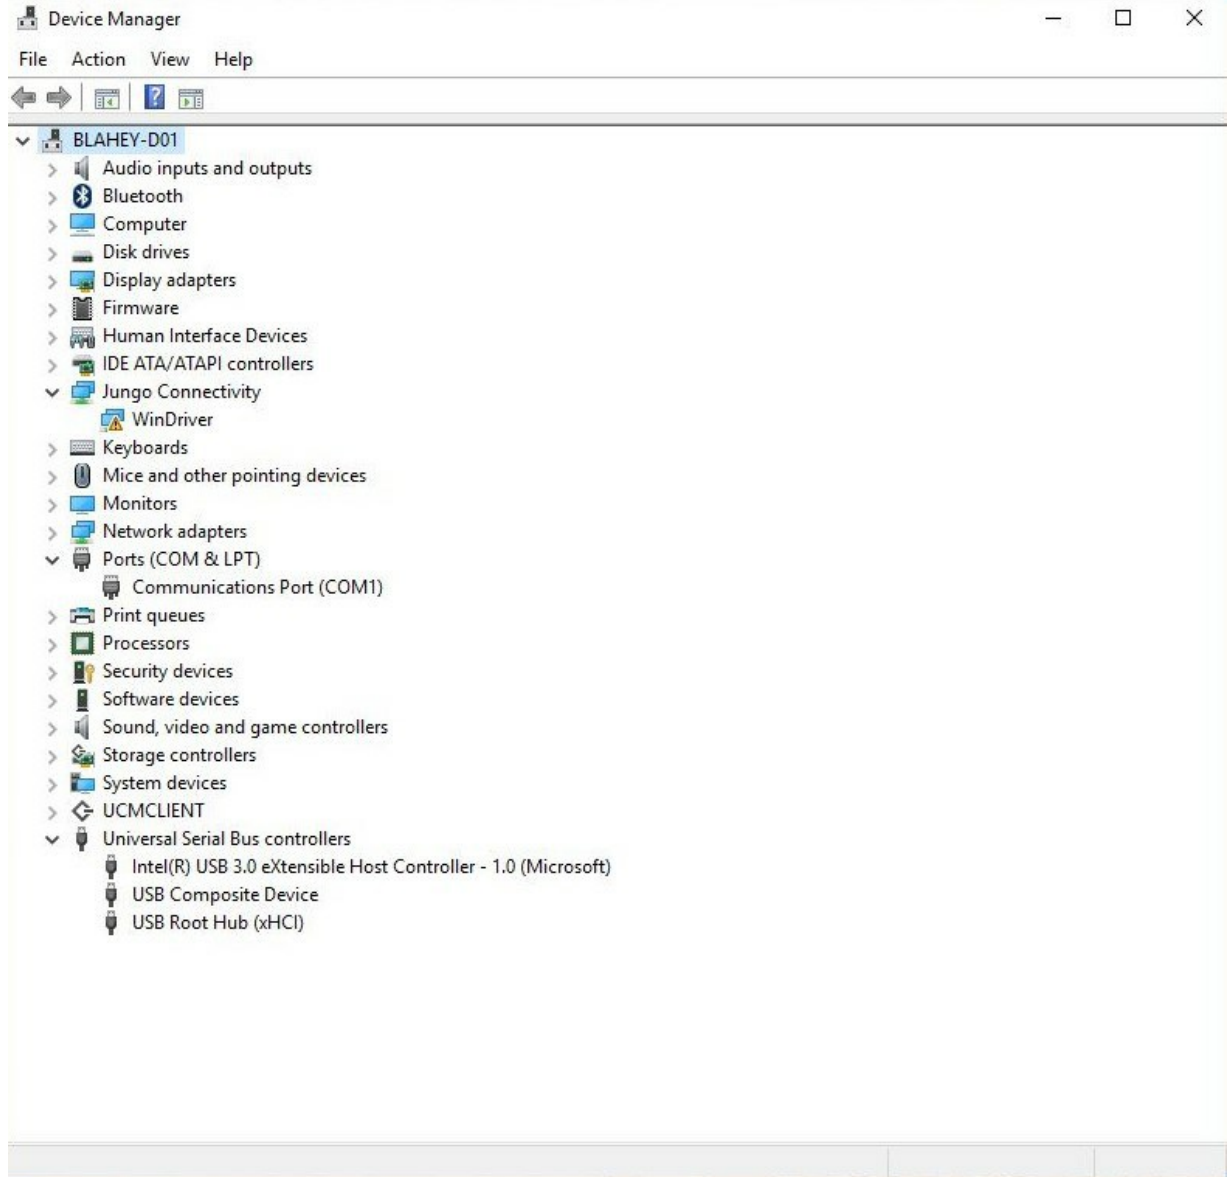 Device Manager
File Action View Help
BLAHEY-D01
Audio inputs and outputs
Bluetooth
Computer
Disk drives
Display adapters
Firmware
Human Interface Devices
IDE ATA/ATAPI controllers
Jungo Connectivity
WinDriver
Keyboards
Mice and other pointing devices
Monitors
Network adapters
Ports (COM & LPT)
Communications Port (COM1)
Print queues
Processors
Security devices
Software devices
Sound, video and game controllers
Storage controllers
System devices
UCMCLIENT
Universal Serial Bus controllers
Intel(R) USB 3.0 eXtensible Host Controller - 1.0 (Microsoft)
USB Composite Device
USB Root Hub (xHCI)